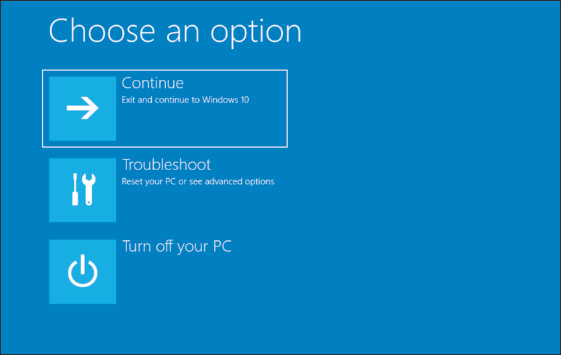 Choose an option
Continue
Exit and continue to Windows 10
Troubleshoot
Reset your PC or see advanced options
Turn off your PC